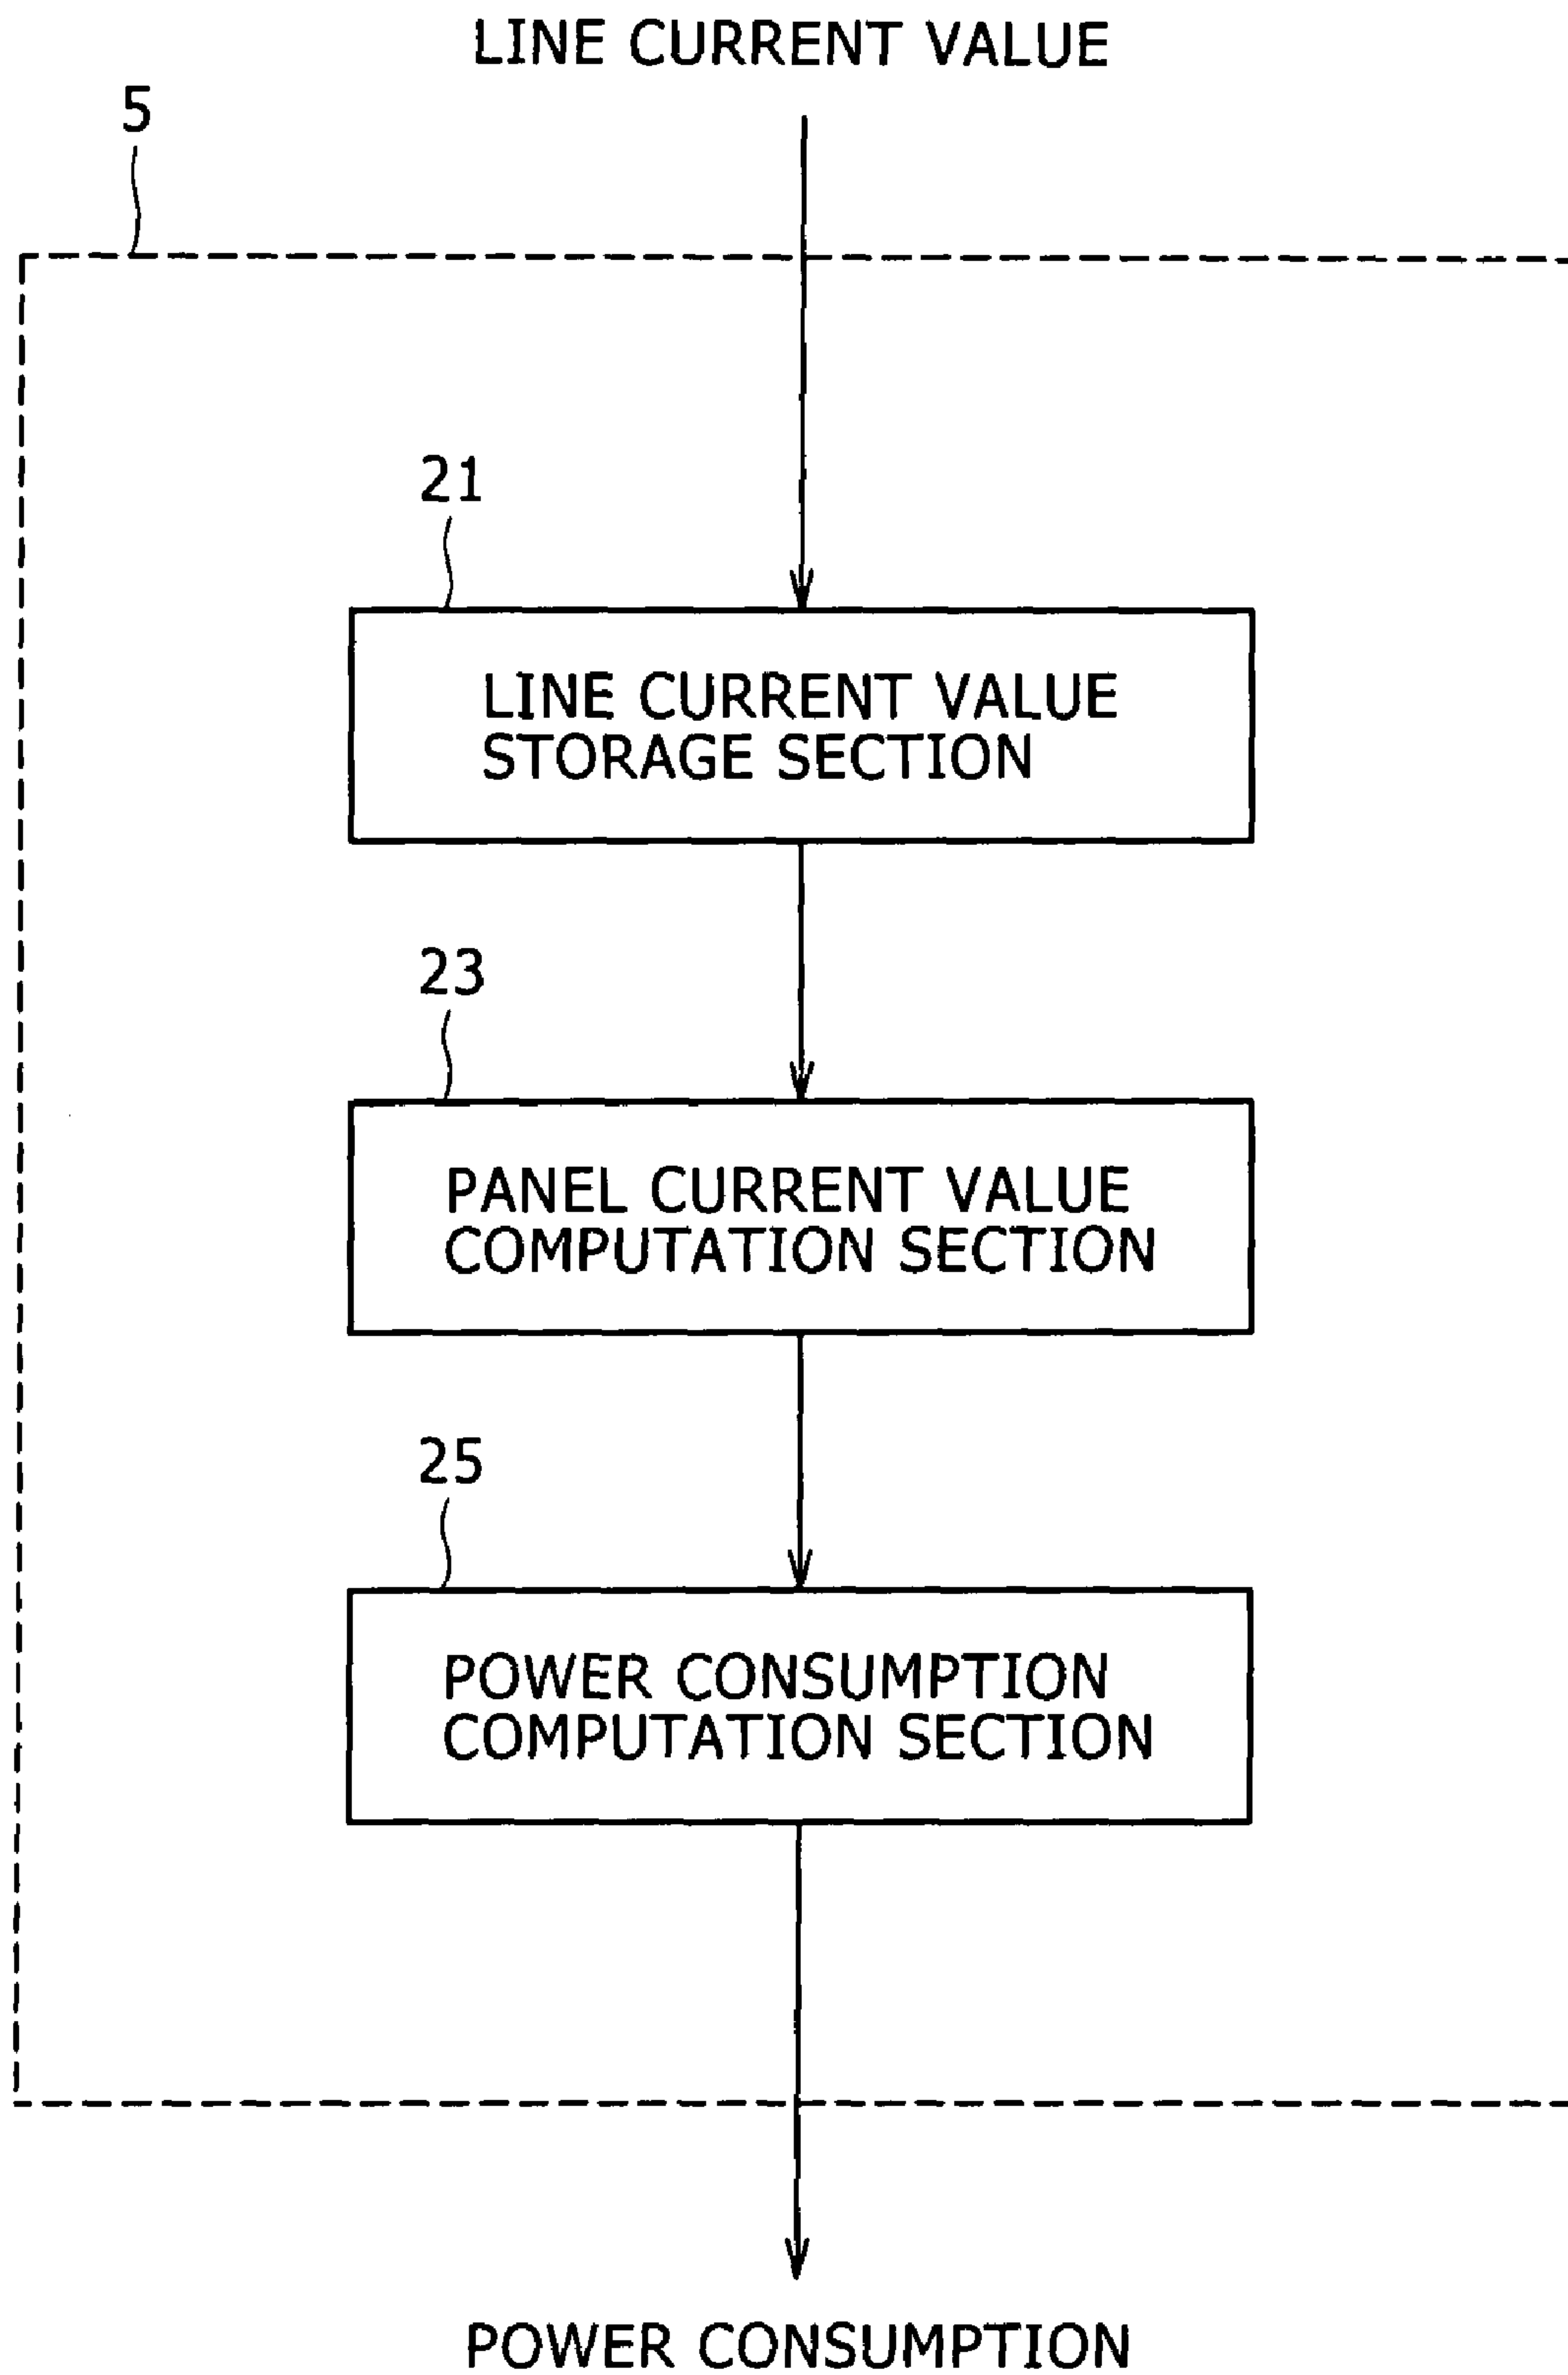 LINE CURRENT VALUE
5
21
LINE CURRENT VALUE
STORAGE SECTION
23
PANEL CURRENT VALUE
COMPUTATION SECTION
25
POWER CONSUMPTION
COMPUTATION SECTION
POWER CONSUMPTION